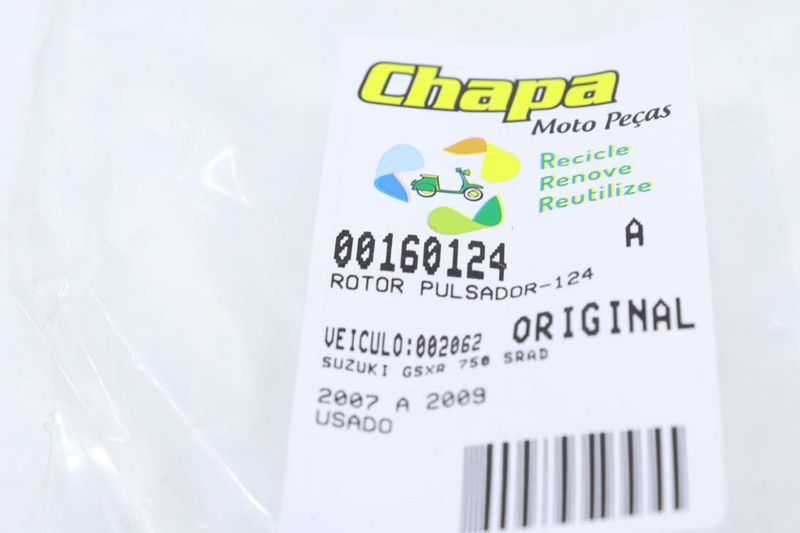 Chapa
Moto Peças
Recicle
Renove
Reutilize
00160124 A
ROTOR PULSADOR-124
VEICULO:002062 ORIGINAL
SUZUKI GSXR 750 SRAD
2007 A 2009
USADO